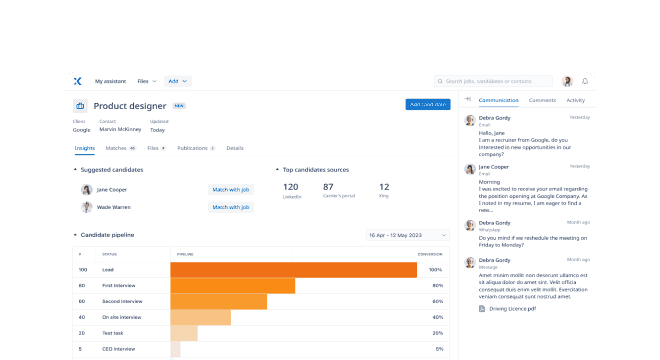 My assistant Files Add
Search jobs, candidates or contacts
Product designer NEW
Add candidate
Client Contact Updated
Google Marvin McKinney Today
Insights Matches Files Publications Details
Suggested candidates
Jane Cooper Match with job
Wade Warren Match with job
Top candidates sources
120 87 12
LinkedIn Carrier's portal Xing
Candidate pipeline
16 Apr - 12 May 2023
# STATUS PIPELINE CONVERSION
100 Lead 100%
80 First Interview 80%
60 Second Interview 60%
40 On site interview 40%
20 Test task 20%
5 CEO interview 5%
Communication Comments Activity
Debra Gordy Yesterday
Email
Hello, Jane
I am a recruiter from Google, do you
interested in new opportunities in our
company?
Jane Cooper Yesterday
Email
Morning
I was excited to receive your email regarding
the position opening at Google Company. As
I noted in my resume, I am eager to find a
new...
Debra Gordy Month ago
WhatsApp
Do you mind if we reshedule the meeting on
Friday to Monday?
Debra Gordy Month ago
Message
Amet minim mollit non deserunt ullamco est
sit aliqua dolor do amet sint. Velit officia
consequat duis enim velit mollit. Exercitation
veniam consequat sunt nostrud amet.
Driving Licence.pdf